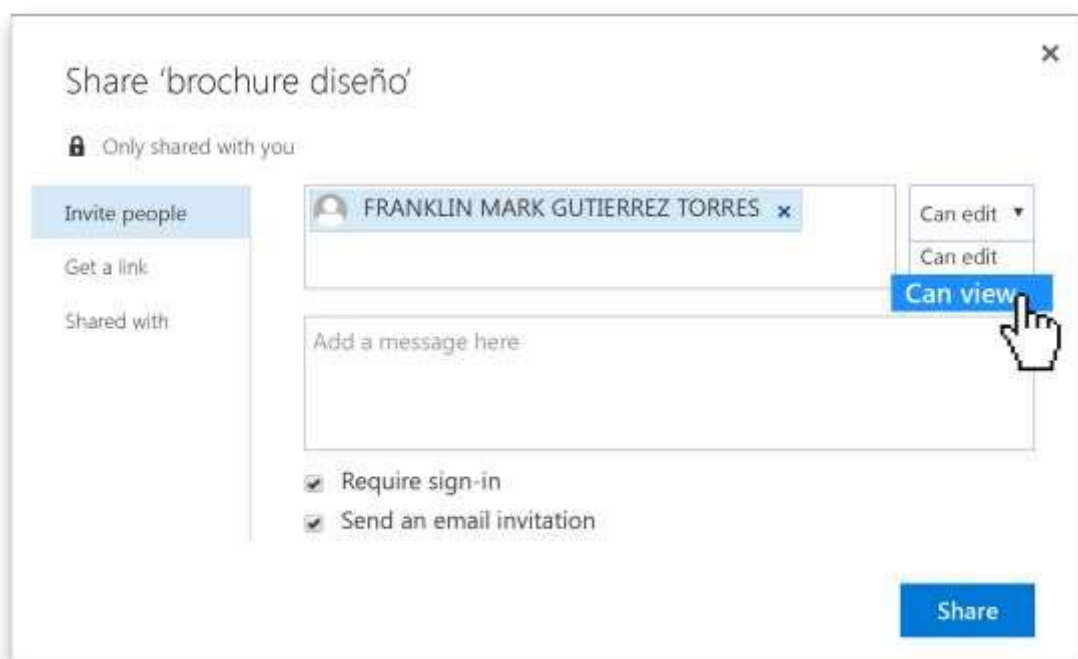 Share ‘brochure diseño’
Only shared with you
Invite people
Get a link
Shared with
FRANKLIN MARK GUTIERREZ TORRES ×
Can edit ▼
Can edit
Can view
Add a message here
Require sign-in
Send an email invitation
Share